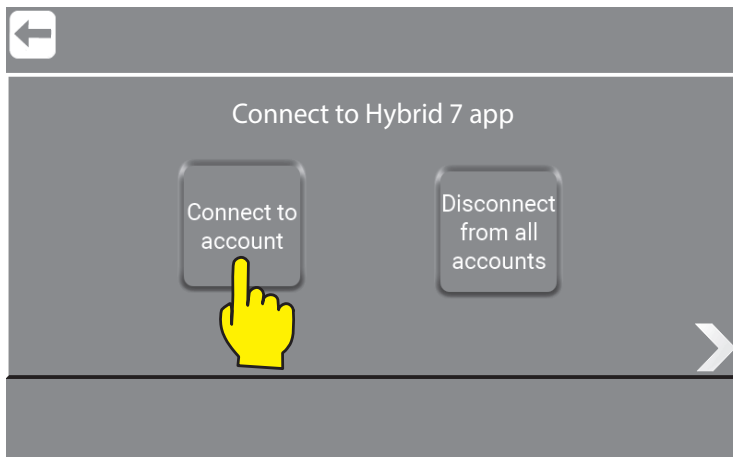 Connect to Hybrid 7 app
Connect to
account
Disconnect
from all
accounts